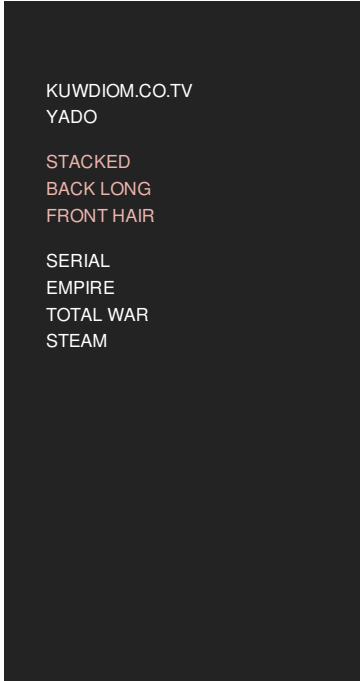 KUWDIOM.CO.TV
YADO
STACKED
BACK LONG
FRONT HAIR
SERIAL
EMPIRE
TOTAL WAR
STEAM